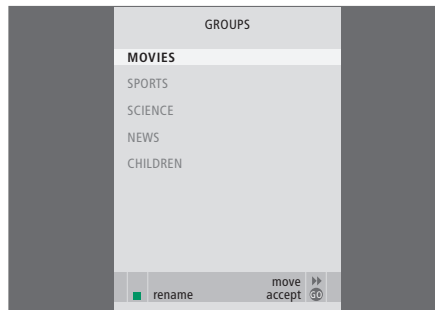 GROUPS
MOVIES
SPORTS
SCIENCE
NEWS
CHILDREN
move
rename accept GO